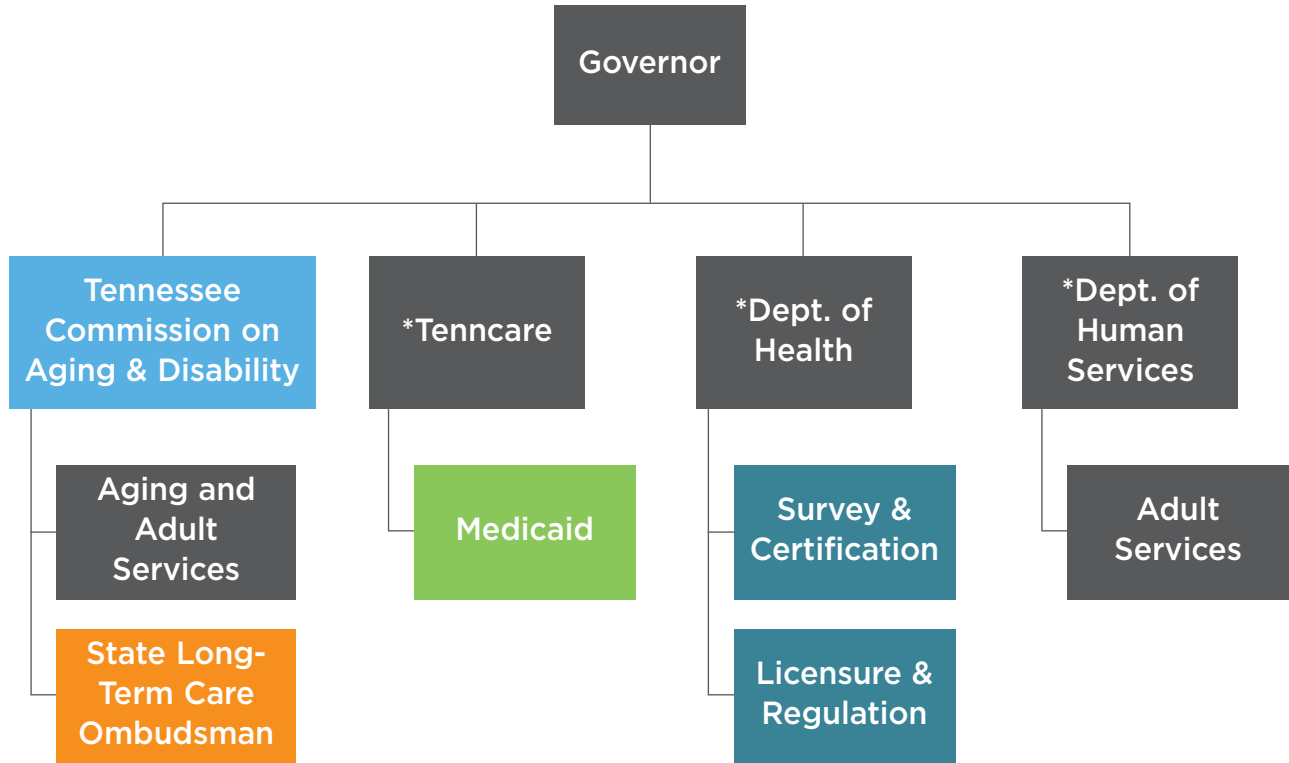 Governor
Tennessee
Commission on
Aging & Disability
*Tenncare
*Dept. of
Health
*Dept. of
Human
Services
Aging and
Adult
Services
Medicaid
Survey &
Certification
Adult
Services
State Long-
Term Care
Ombudsman
Licensure &
Regulation